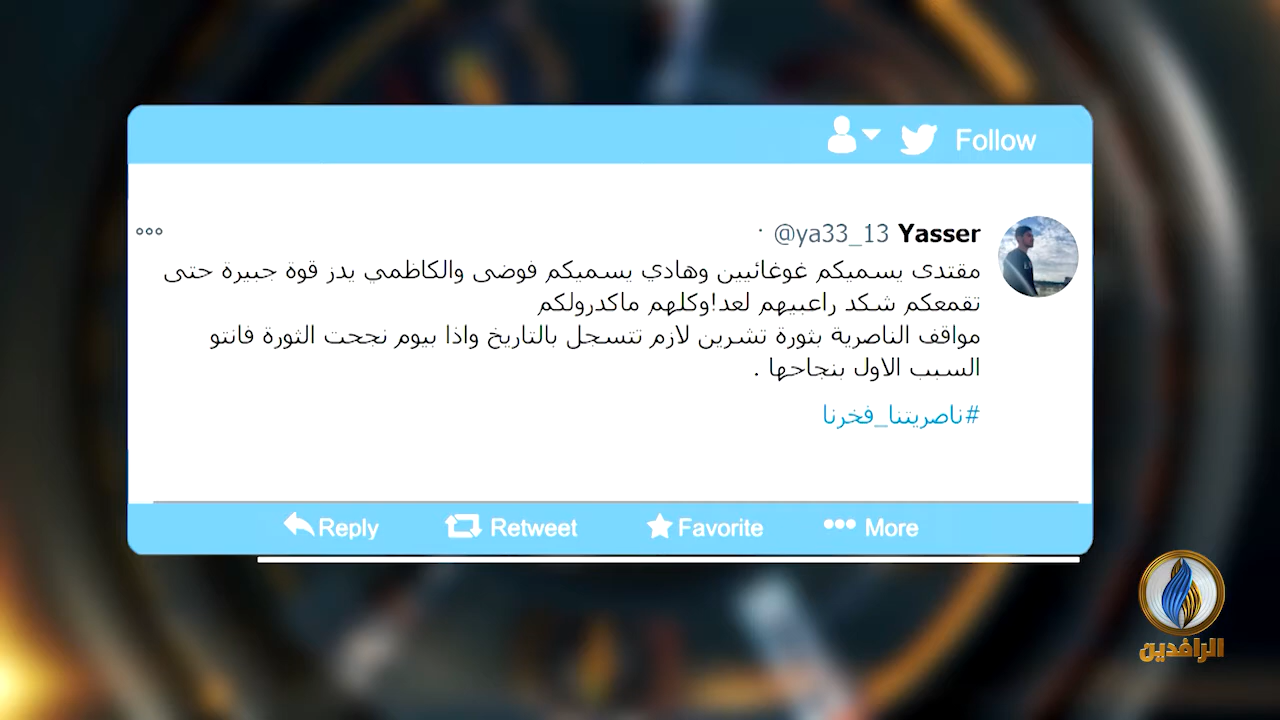 Follow
Yasser @ya33_13 ·
مقتدى يسميكم غوغائيين وهادي يسميكم فوضى والكاظمي يدز قوة جبيرة حتى
تقمعكم شكد راعبيهم لعد!وكلهم ماكدرولكم
مواقف الناصرية بثورة تشرين لازم تتسجل بالتاريخ واذا بيوم نجحت الثورة فانتو
السبب الاول بنجاحها .
#ناصريتنا_فخرنا
Reply Retweet Favorite More
الرافدين